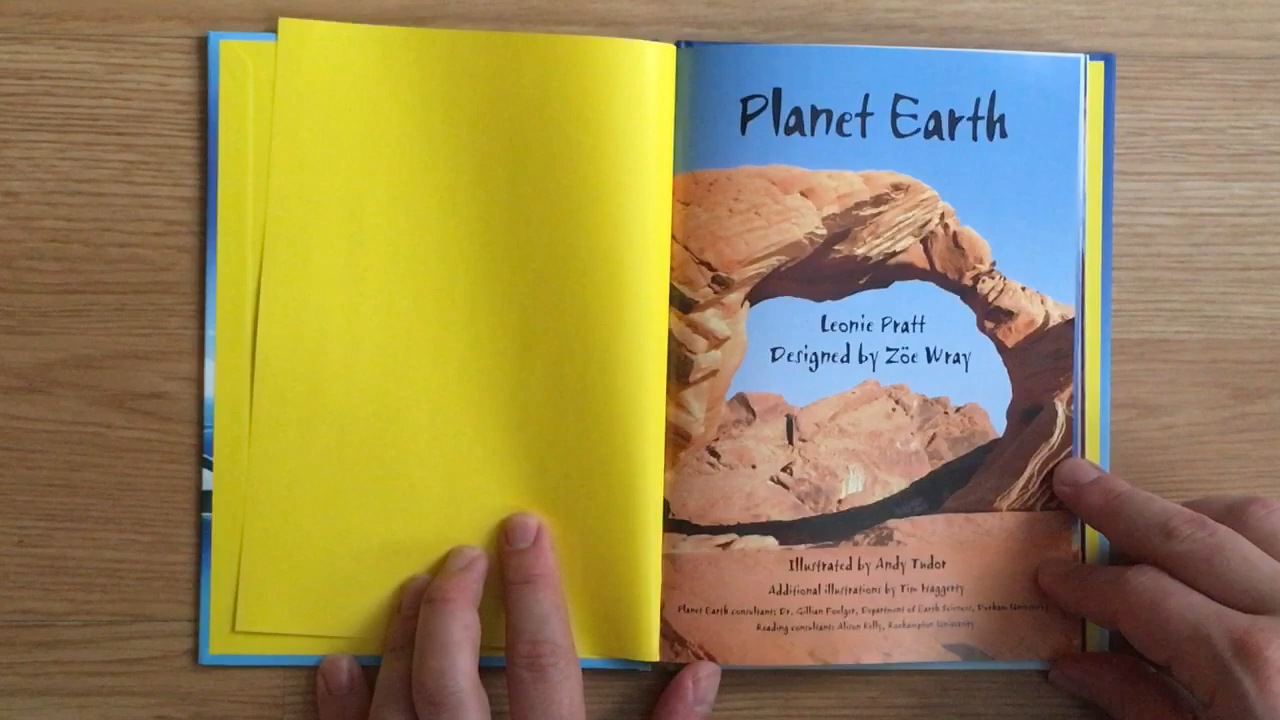 Planet Earth
Leonie Pratt
Designed by Zöe Wray
Illustrated by Andy Tudor
Additional illustrations by Tim Haggerty
Planet Earth consultant: Dr. Gillian Foulger, Department of Earth Sciences, Durham University
Reading consultant: Alison Kelly, Roehampton University